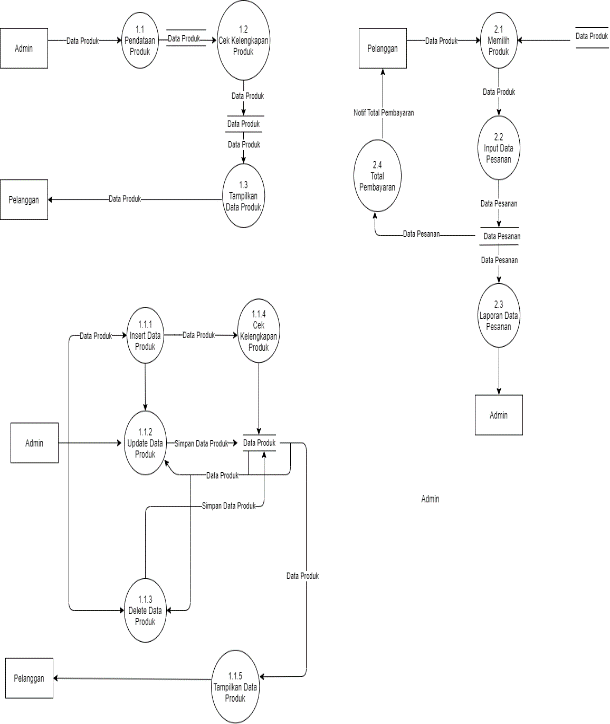 Admin
Data Produk
1.1
Pendataan
Produk
Data Produk
1.2
Cek Kelengkapan
Produk
Data Produk
Data Produk
Data Produk
1.3
Tampilkan
Data Produk
Data Produk
Pelanggan
Pelanggan
Data Produk
2.1
Memilih
Produk
Data Produk
Data Produk
2.2
Input Data
Pesanan
Data Pesanan
Data Pesanan
Data Pesanan
Data Pesanan
2.4
Total
Pembayaran
Notif Total Pembayaran
2.3
Laporan Data
Pesanan
Admin
Admin
Data Produk
1.1.1
Insert Data
Produk
Data Produk
1.1.4
Cek
Kelengkapan
Produk
Admin
1.1.2
Update Data
Produk
Simpan Data Produk
Data Produk
Data Produk
Simpan Data Produk
1.1.3
Delete Data
Produk
Data Produk
1.1.5
Tampilkan Data
Produk
Pelanggan